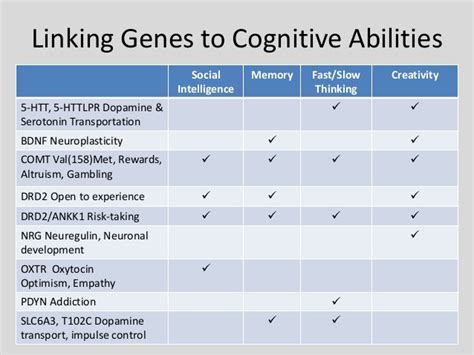 Linking Genes to Cognitive Abilities
Social Intelligence Memory Fast/Slow Thinking Creativity
5-HTT, 5-HTTLPR Dopamine &
Serotonin Transportation ✓ ✓
BDNF Neuroplasticity ✓ ✓
COMT Val(158)Met, Rewards,
Altruism, Gambling ✓ ✓ ✓ ✓
DRD2 Open to experience ✓ ✓ ✓
DRD2/ANKK1 Risk-taking ✓ ✓ ✓ ✓
NRG Neuregulin, Neuronal
development ✓
OXTR Oxytocin
Optimism, Empathy ✓
PDYN Addiction ✓
SLC6A3, T102C Dopamine
transport, impulse control ✓ ✓